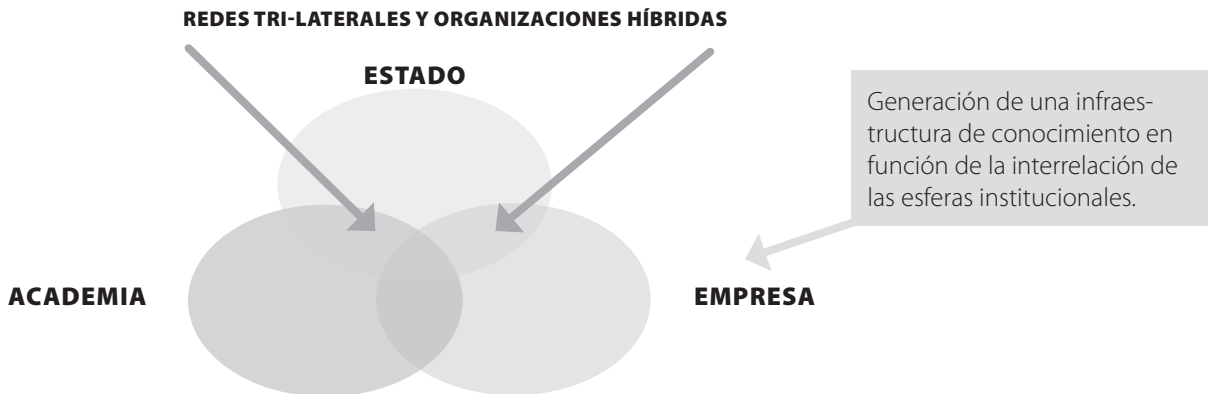 REDES TRI-LATERALES Y ORGANIZACIONES HÍBRIDAS
ESTADO
Generación de una infraes-
tructura de conocimiento en
función de la interrelación de
las esferas institucionales.
ACADEMIA
EMPRESA